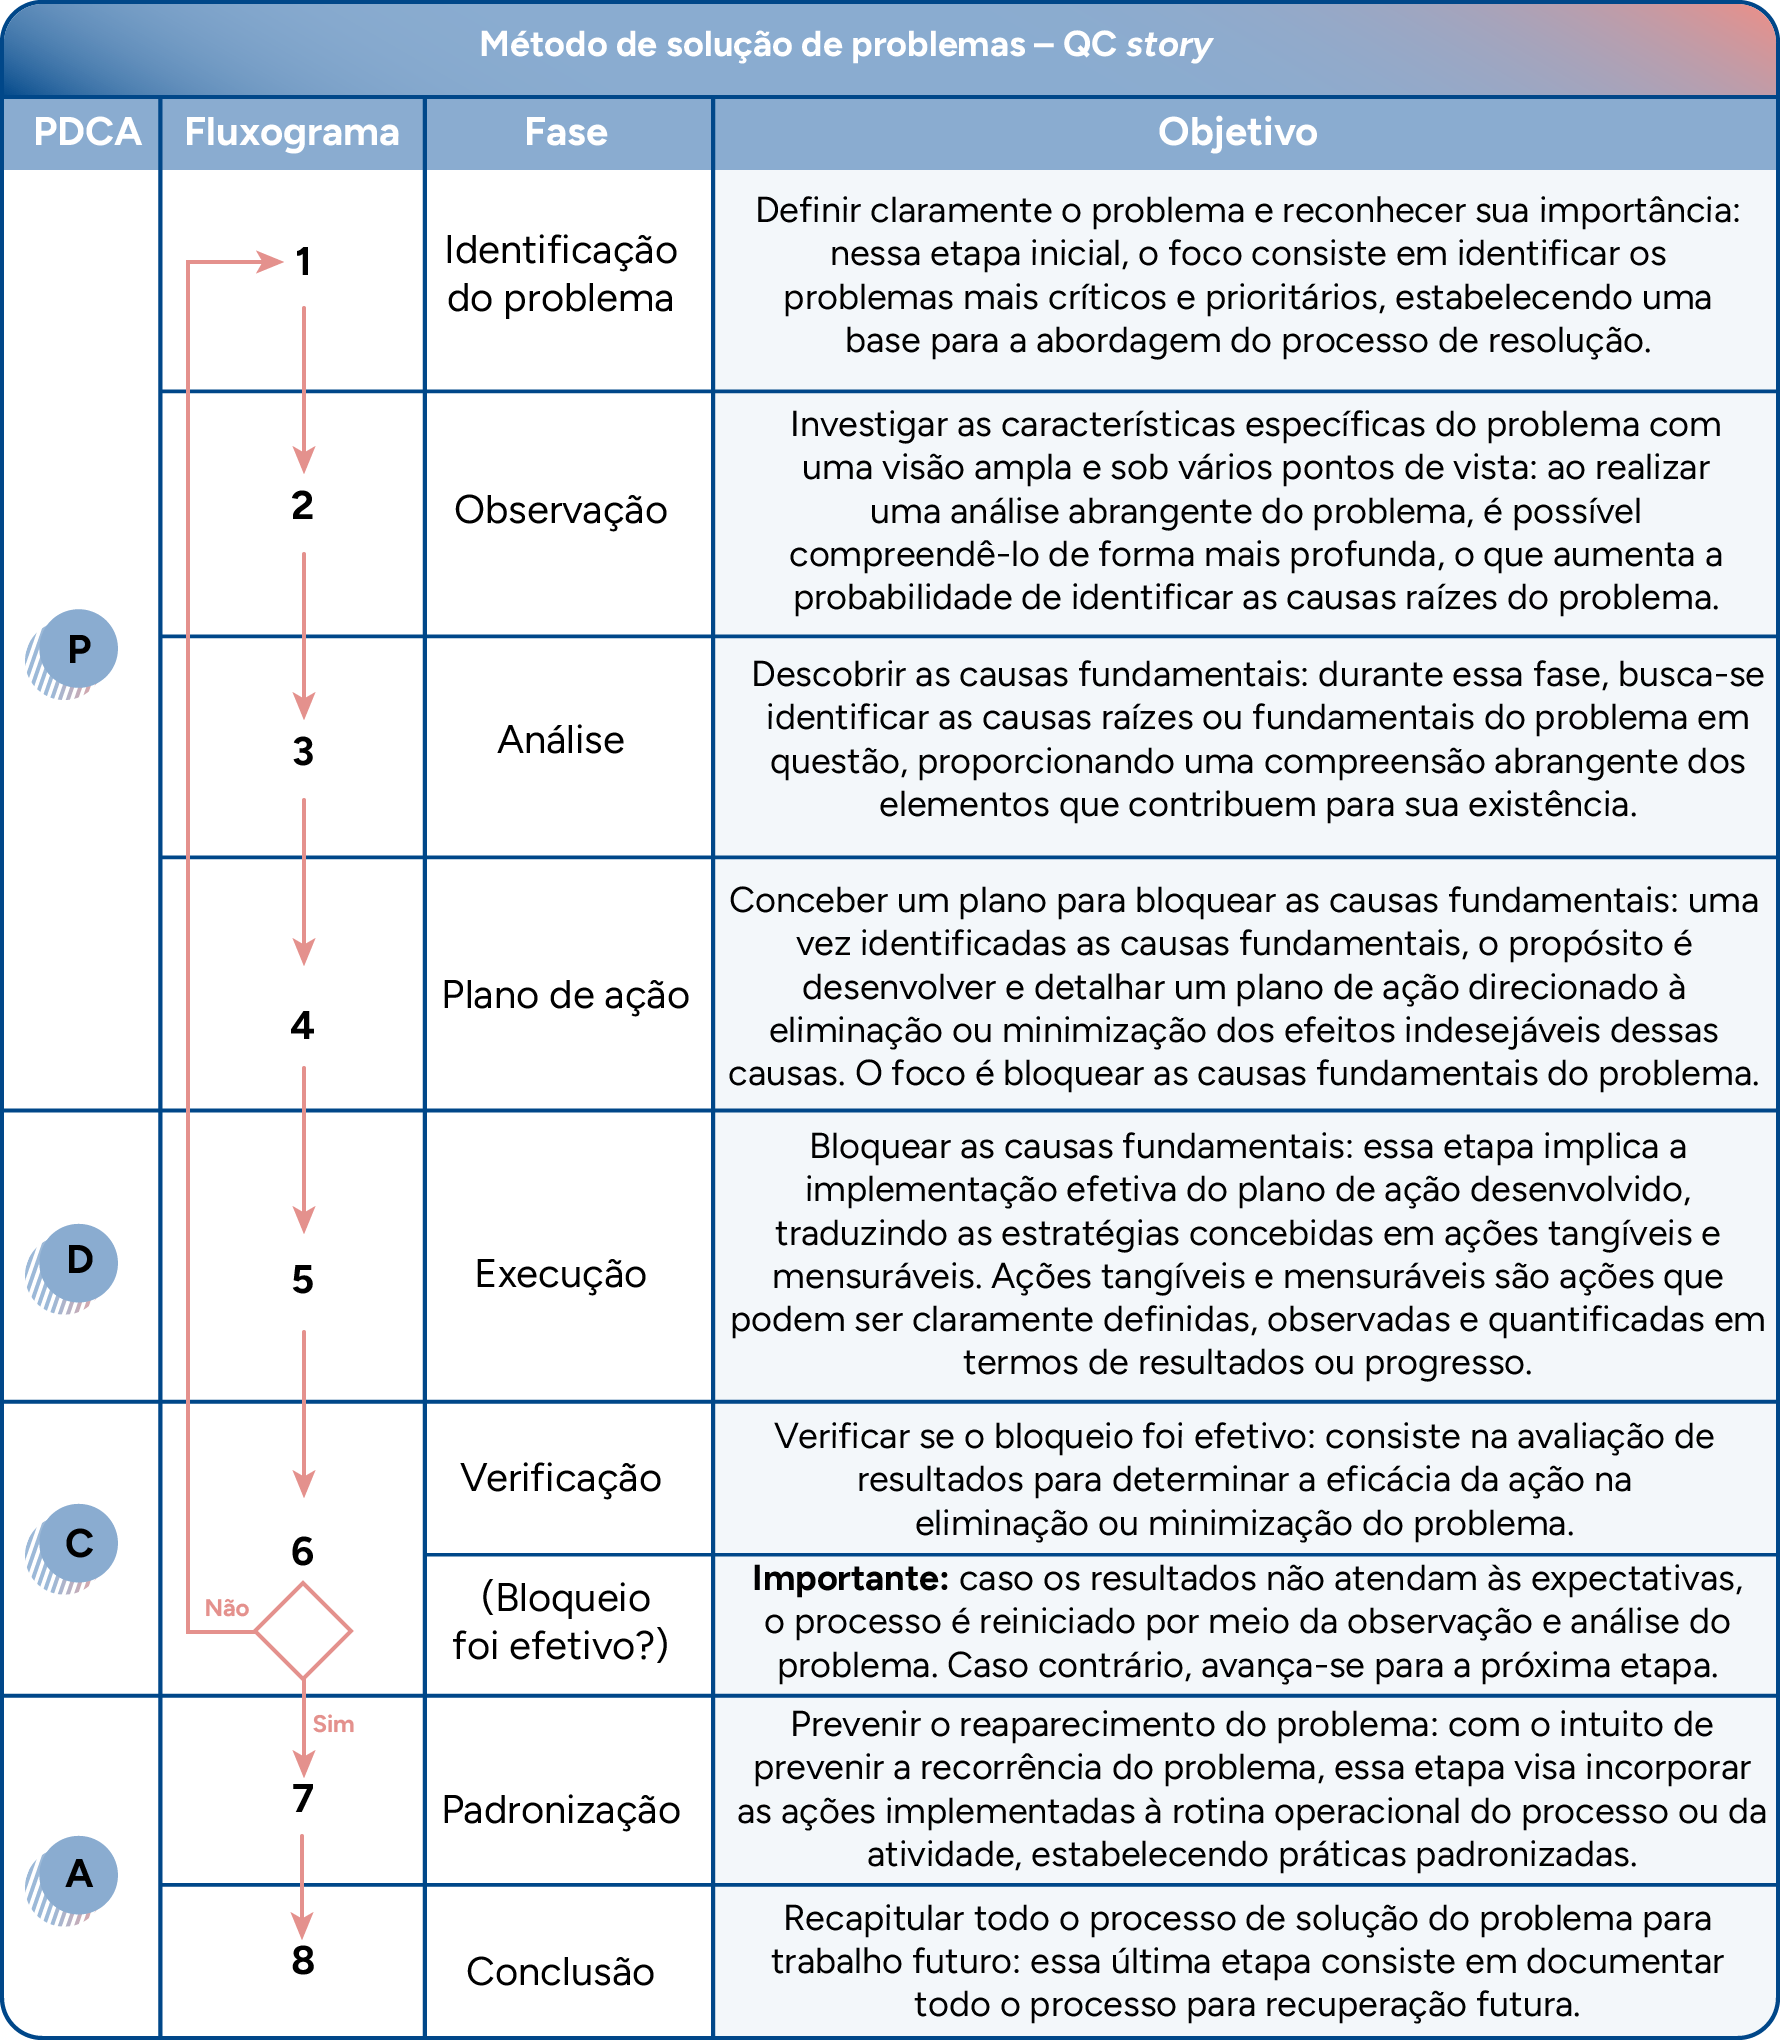 Método de solução de problemas – QC story
PDCA
Fluxograma
Fase
Objetivo
P
1
Identificação
do problema
Definir claramente o problema e reconhecer sua importância:
nessa etapa inicial, o foco consiste em identificar os
problemas mais críticos e prioritários, estabelecendo uma
base para a abordagem do processo de resolução.
2
Observação
Investigar as características específicas do problema com
uma visão ampla e sob vários pontos de vista: ao realizar
uma análise abrangente do problema, é possível
compreendê-lo de forma mais profunda, o que aumenta a
probabilidade de identificar as causas raízes do problema.
3
Análise
Descobrir as causas fundamentais: durante essa fase, busca-se
identificar as causas raízes ou fundamentais do problema em
questão, proporcionando uma compreensão abrangente dos
elementos que contribuem para sua existência.
4
Plano de ação
Conceber um plano para bloquear as causas fundamentais: uma
vez identificadas as causas fundamentais, o propósito é
desenvolver e detalhar um plano de ação direcionado à
eliminação ou minimização dos efeitos indesejáveis dessas
causas. O foco é bloquear as causas fundamentais do problema.
D
5
Execução
Bloquear as causas fundamentais: essa etapa implica a
implementação efetiva do plano de ação desenvolvido,
traduzindo as estratégias concebidas em ações tangíveis e
mensuráveis. Ações tangíveis e mensuráveis são ações que
podem ser claramente definidas, observadas e quantificadas em
termos de resultados ou progresso.
C
6
Verificação
Verificar se o bloqueio foi efetivo: consiste na avaliação de
resultados para determinar a eficácia da ação na
eliminação ou minimização do problema.
Não
(Bloqueio
foi efetivo?)
Importante: caso os resultados não atendam às expectativas,
o processo é reiniciado por meio da observação e análise do
problema. Caso contrário, avança-se para a próxima etapa.
A
Sim
7
Padronização
Prevenir o reaparecimento do problema: com o intuito de
prevenir a recorrência do problema, essa etapa visa incorporar
as ações implementadas à rotina operacional do processo ou da
atividade, estabelecendo práticas padronizadas.
8
Conclusão
Recapitular todo o processo de solução do problema para
trabalho futuro: essa última etapa consiste em documentar
todo o processo para recuperação futura.